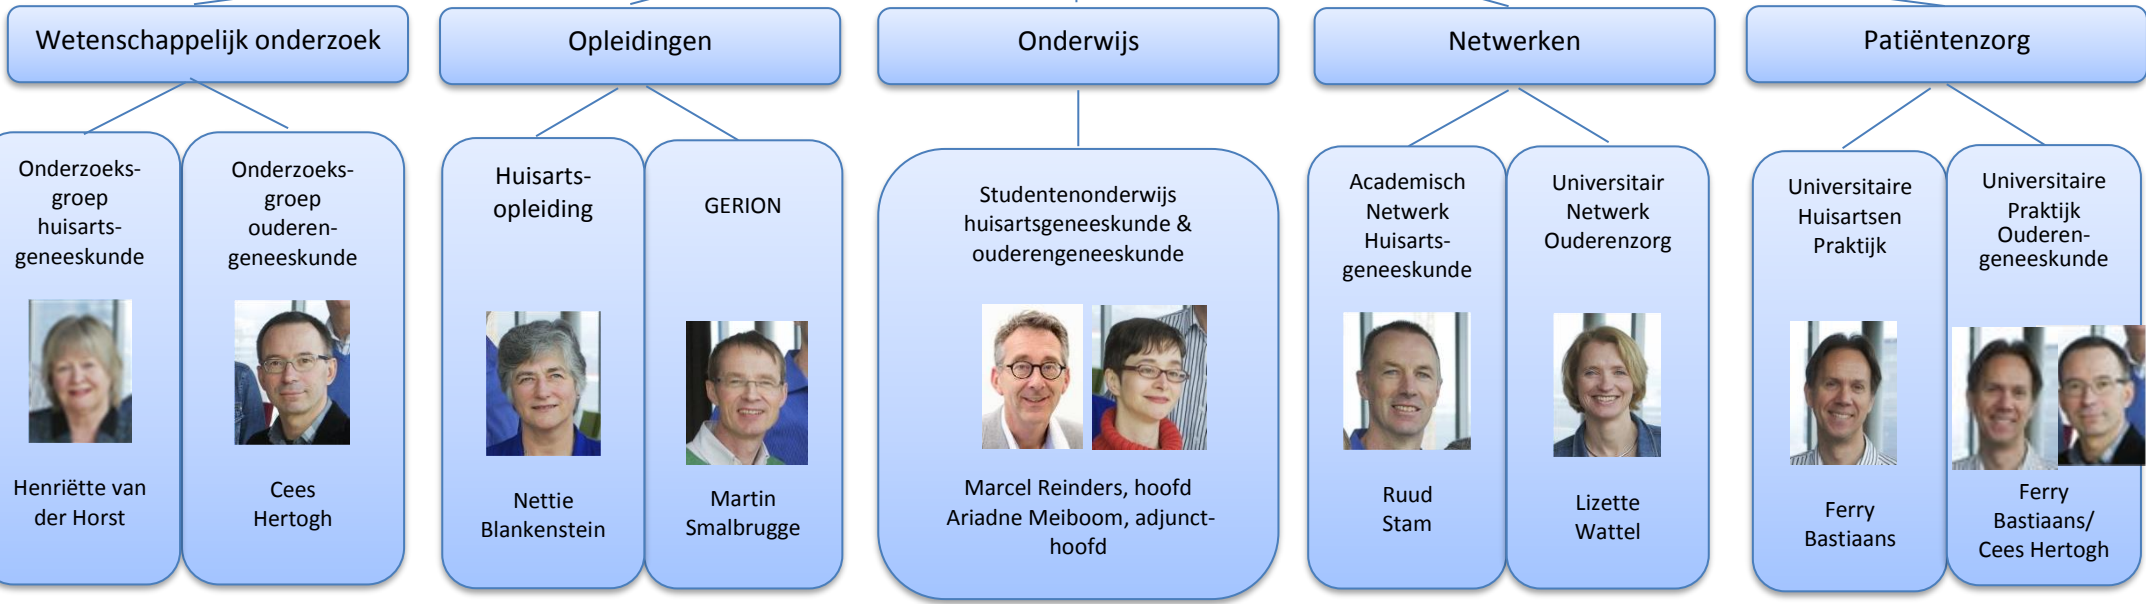 Wetenschappelijk onderzoek
Opleidingen
Onderwijs
Netwerken
Patiëntenzorg
Onderzoeks-
groep
huisarts-
geneeskunde
Henriëtte van
der Horst
Onderzoeks-
groep
ouderen-
geneeskunde
Cees
Hertogh
Huisarts-
opleiding
Nettie
Blankenstein
GERION
Martin
Smalbrugge
Studentenonderwijs
huisartsgeneeskunde &
ouderengeneeskunde
Marcel Reinders, hoofd
Ariadne Meiboom, adjunct-
hoofd
Academisch
Netwerk
Huisarts-
geneeskunde
Ruud
Stam
Universitair
Netwerk
Ouderenzorg
Lizette
Wattel
Universitaire
Huisartsen
Praktijk
Ferry
Bastiaans
Universitaire
Praktijk
Ouderen-
geneeskunde
Ferry
Bastiaans/
Cees Hertogh